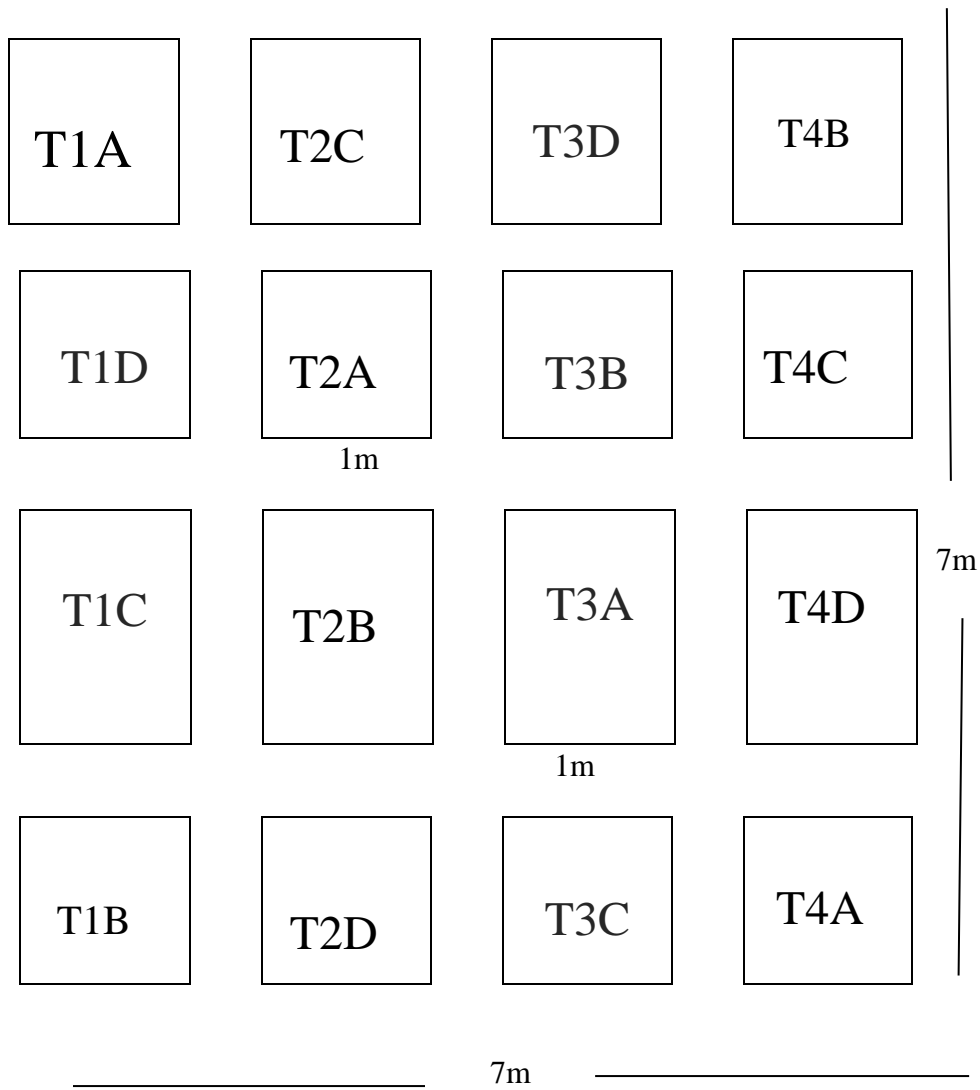 T1A T2C T3D T4B
T1D T2A T3B T4C
1m
7m
T1C T2B T3A T4D
1m
T1B T2D T3C T4A
7m